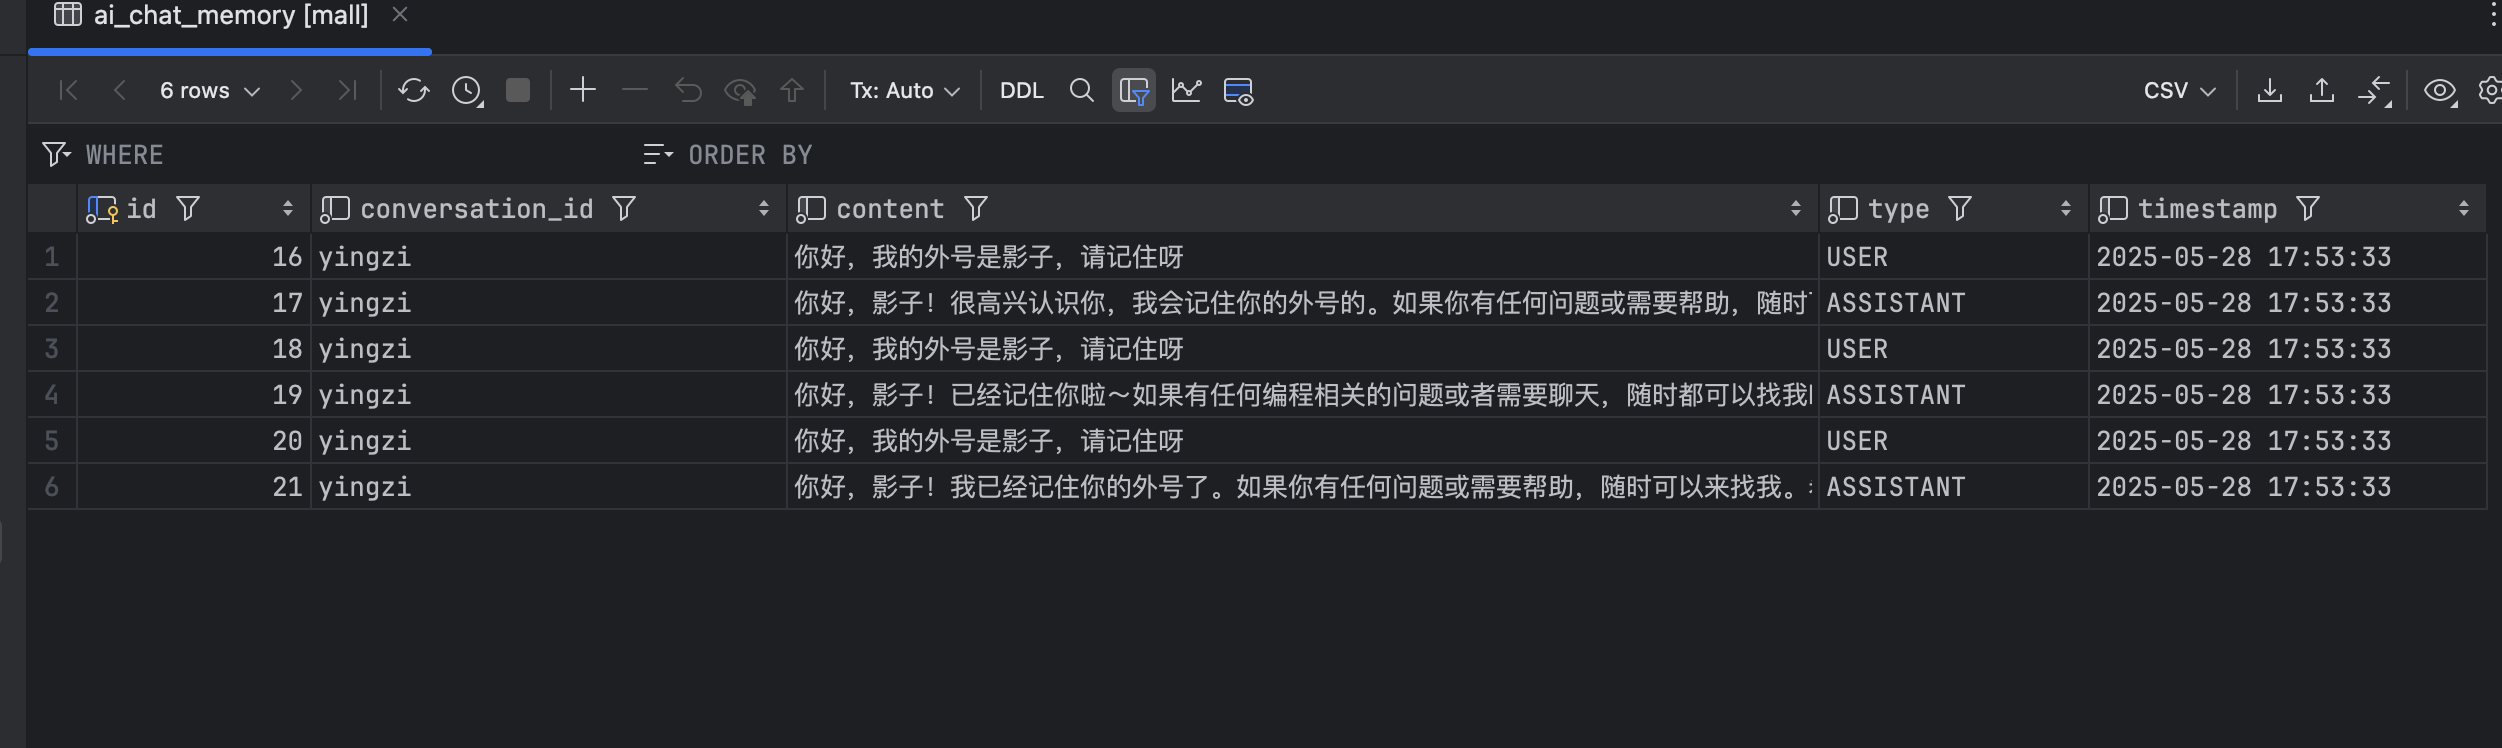 ai_chat_memory [mall]
6 rows Tx: Auto DDL CSV
WHERE ORDER BY
id conversation_id content type timestamp
1 16 yingzi 你好，我的外号是影子，请记住呀 USER 2025-05-28 17:53:33
2 17 yingzi 你好，影子！很高兴认识你，我会记住你的外号的。如果你有任何问题或需要帮助，随时 ASSISTANT 2025-05-28 17:53:33
3 18 yingzi 你好，我的外号是影子，请记住呀 USER 2025-05-28 17:53:33
4 19 yingzi 你好，影子！已经记住你啦～如果有任何编程相关的问题或者需要聊天，随时都可以找我 ASSISTANT 2025-05-28 17:53:33
5 20 yingzi 你好，我的外号是影子，请记住呀 USER 2025-05-28 17:53:33
6 21 yingzi 你好，影子！我已经记住你的外号了。如果你有任何问题或需要帮助，随时可以来找我。 ASSISTANT 2025-05-28 17:53:33